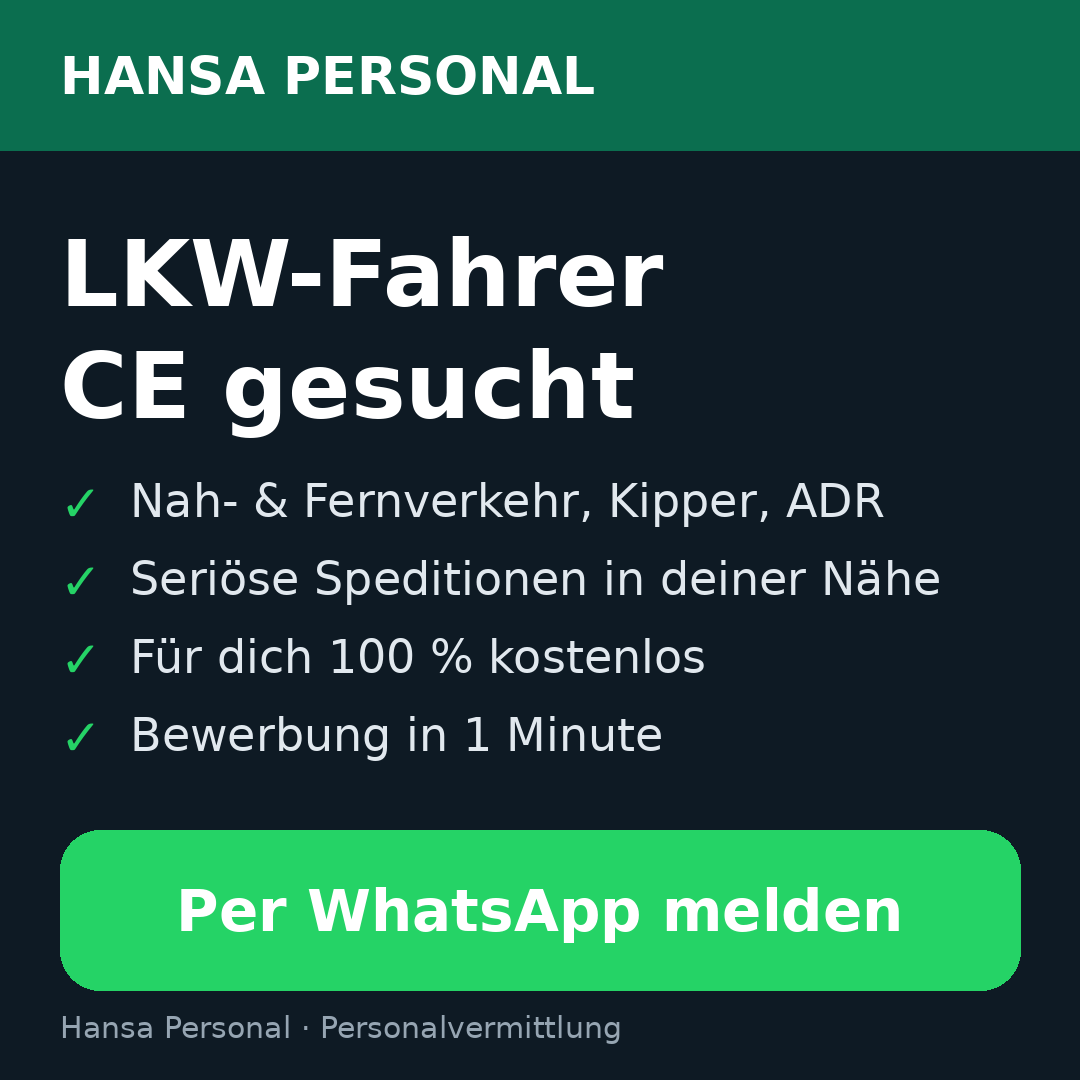 HANSA PERSONAL
LKW-Fahrer
CE gesucht
✓ Nah- & Fernverkehr, Kipper, ADR
✓ Seriöse Speditionen in deiner Nähe
✓ Für dich 100 % kostenlos
✓ Bewerbung in 1 Minute
Per WhatsApp melden
Hansa Personal · Personalvermittlung